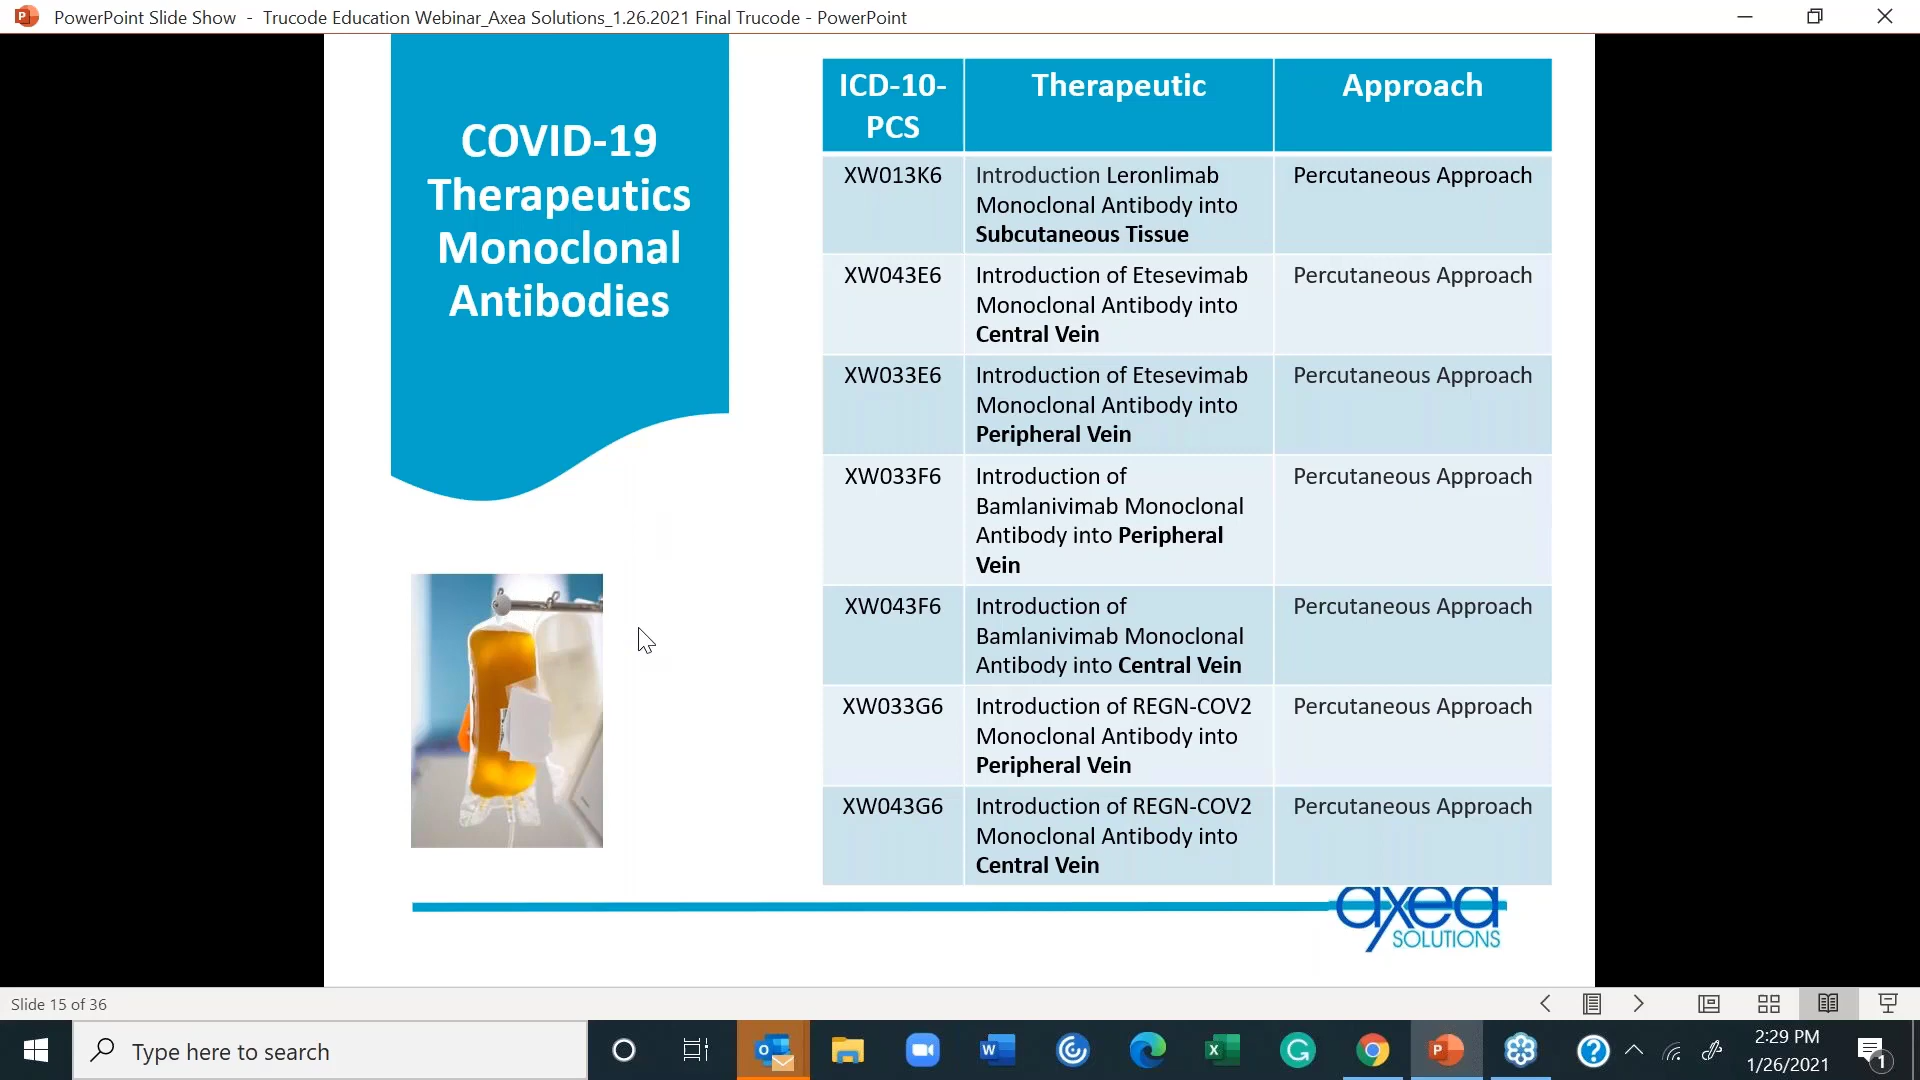 PowerPoint Slide Show - Trucode Education Webinar_Axea Solutions_1.26.2021 Final Trucode - PowerPoint
COVID-19
Therapeutics
Monoclonal
Antibodies
ICD-10-
PCS
Therapeutic
Approach
XW013K6
Introduction Leronlimab
Monoclonal Antibody into
Subcutaneous Tissue
Percutaneous Approach
XW043E6
Introduction of Etesevimab
Monoclonal Antibody into
Central Vein
Percutaneous Approach
XW033E6
Introduction of Etesevimab
Monoclonal Antibody into
Peripheral Vein
Percutaneous Approach
XW033F6
Introduction of
Bamlanivimab Monoclonal
Antibody into Peripheral
Vein
Percutaneous Approach
XW043F6
Introduction of
Bamlanivimab Monoclonal
Antibody into Central Vein
Percutaneous Approach
XW033G6
Introduction of REGN-COV2
Monoclonal Antibody into
Peripheral Vein
Percutaneous Approach
XW043G6
Introduction of REGN-COV2
Monoclonal Antibody into
Central Vein
Percutaneous Approach
axea
SOLUTIONS
Slide 15 of 36
Type here to search
2:29 PM
1/26/2021
1